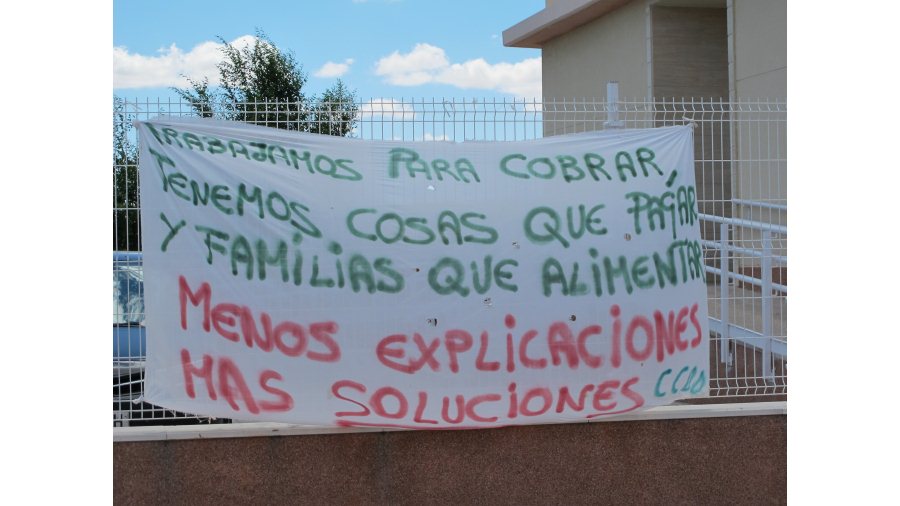 TRABAJAMOS PARA COBRAR,
TENEMOS COSAS QUE PAGAR
Y FAMILIAS QUE ALIMENTAR
MENOS EXPLICACIONES
MAS SOLUCIONES CCOO